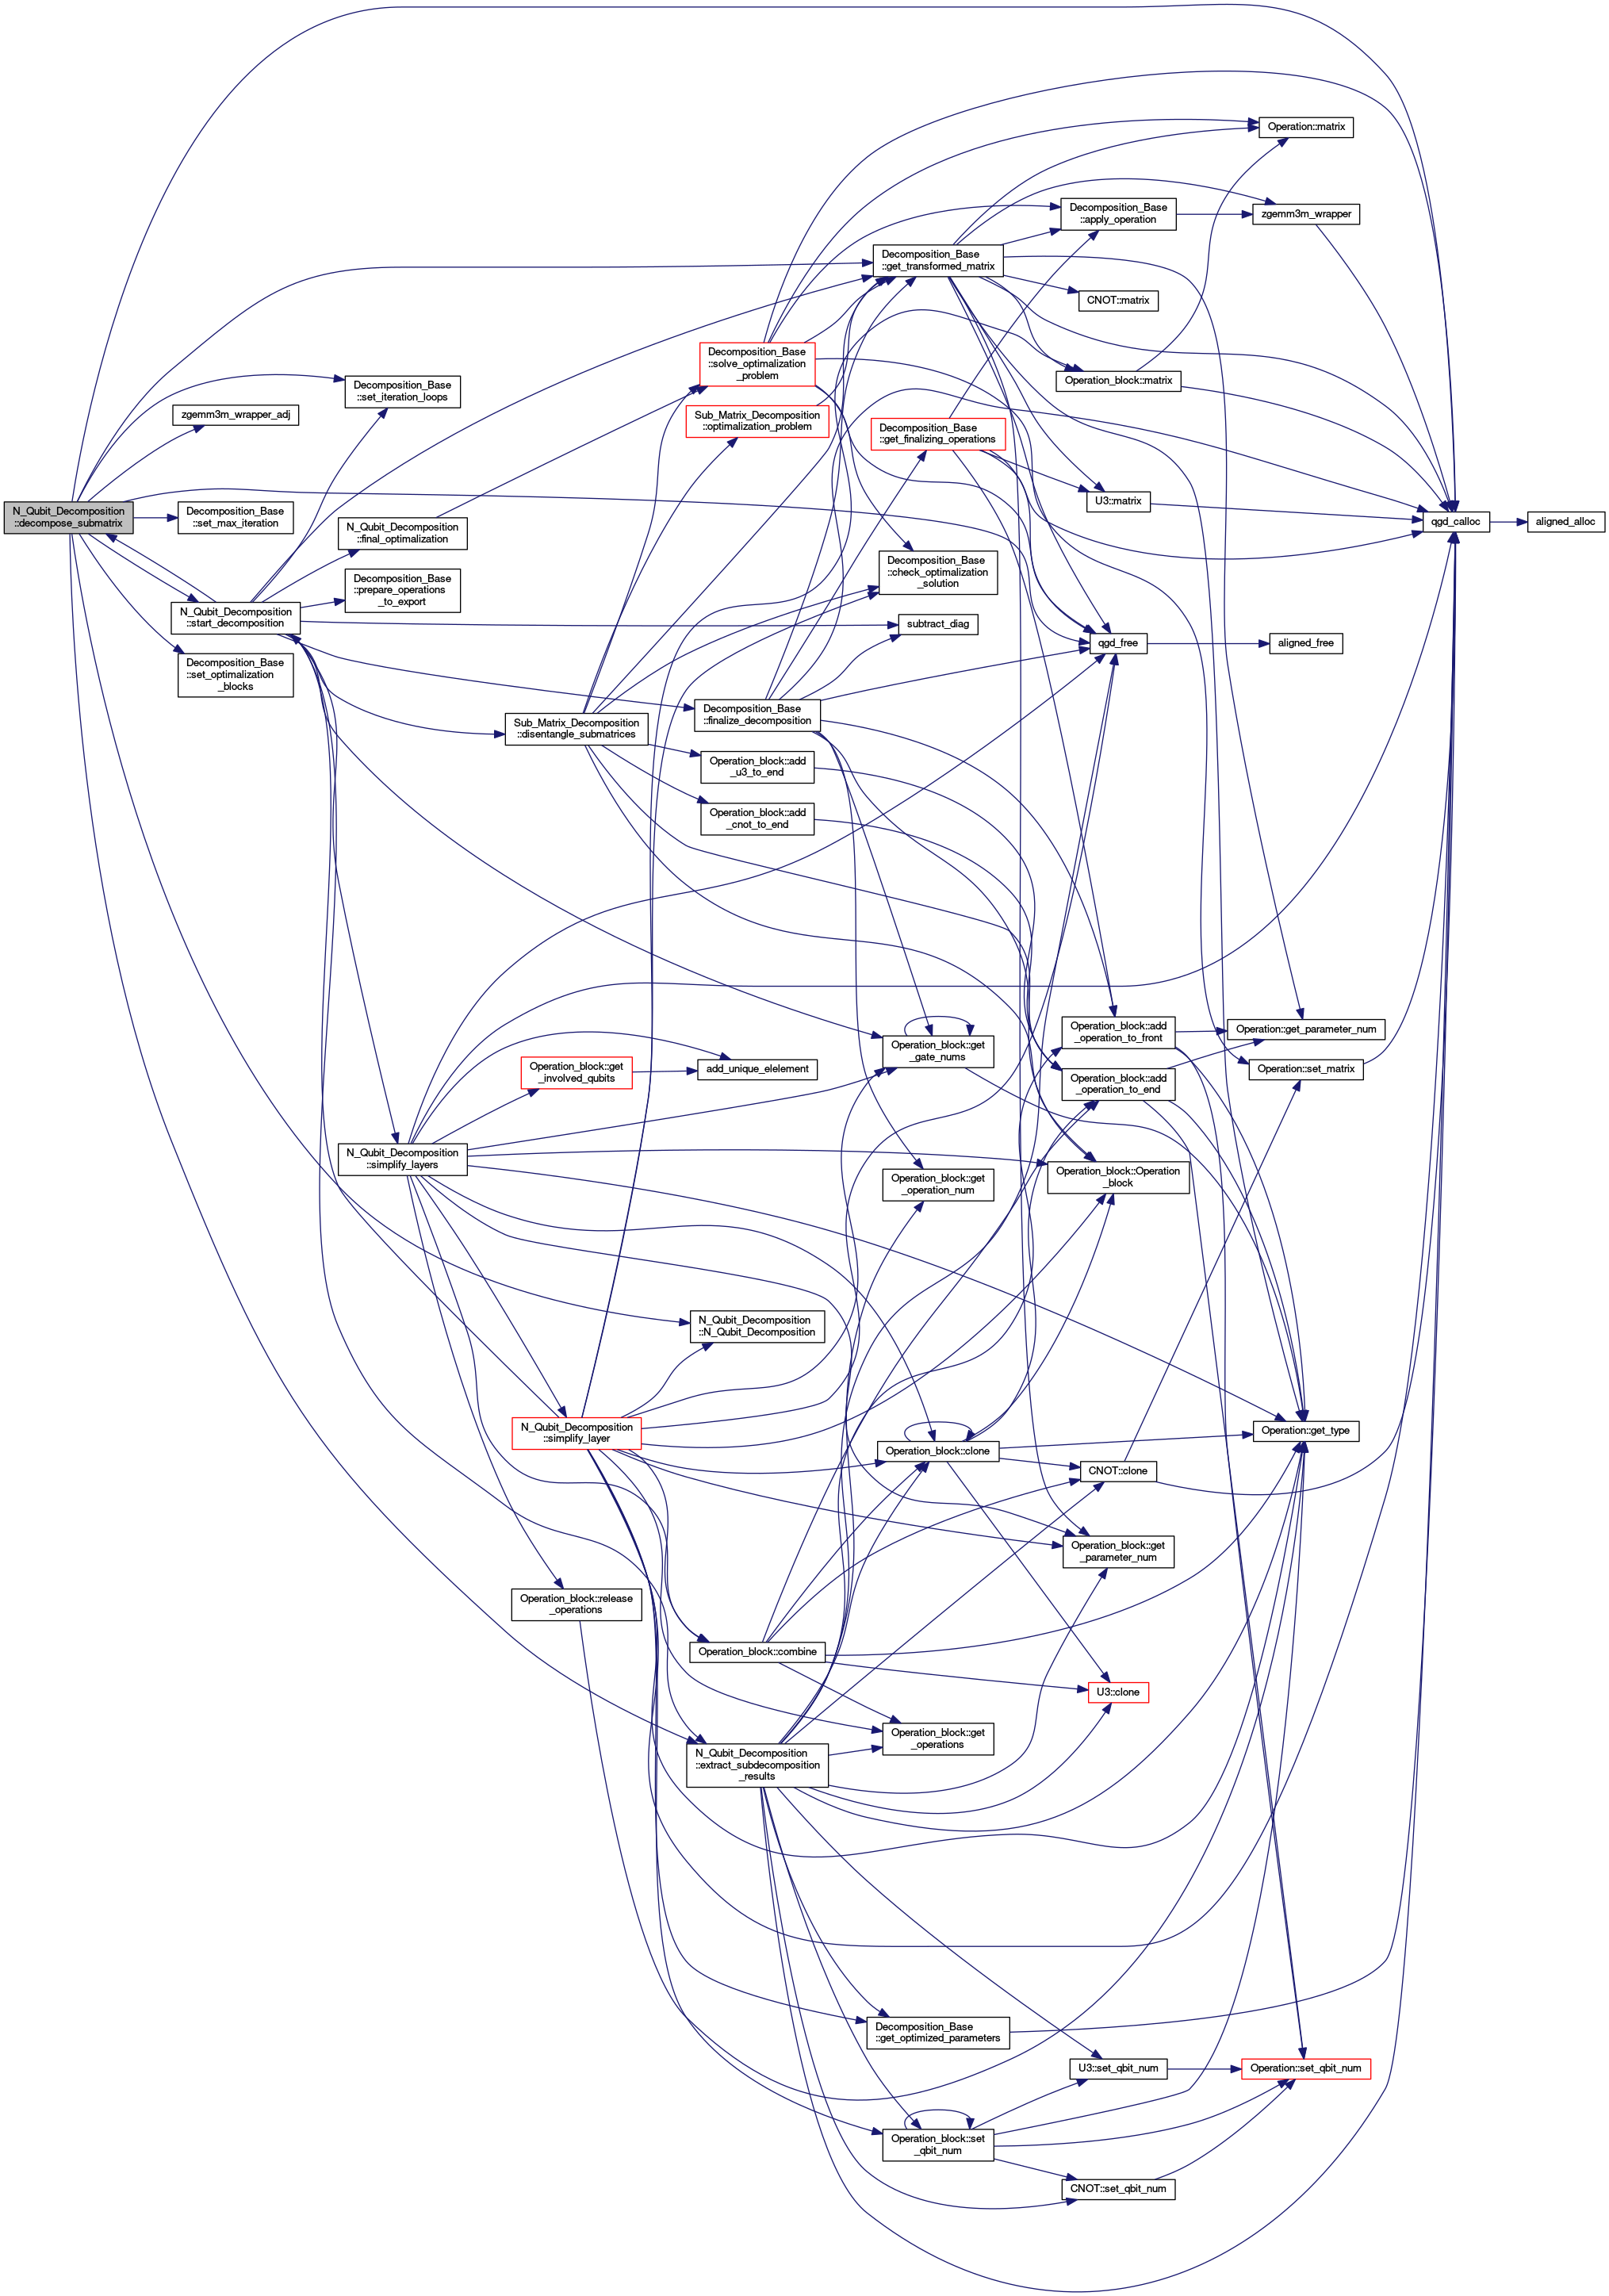 Operation::matrix
Decomposition_Base
::apply_operation
zgemm3m_wrapper
Decomposition_Base
::get_transformed_matrix
CNOT::matrix
Decomposition_Base
::solve_optimalization
_problem
Operation_block::matrix
Decomposition_Base
::set_iteration_loops
zgemm3m_wrapper_adj
Sub_Matrix_Decomposition
::optimalization_problem
Decomposition_Base
::get_finalizing_operations
U3::matrix
N_Qubit_Decomposition
::decompose_submatrix
Decomposition_Base
::set_max_iteration
N_Qubit_Decomposition
::final_optimalization
qgd_calloc
aligned_alloc
Decomposition_Base
::check_optimalization
_solution
Decomposition_Base
::prepare_operations
_to_export
N_Qubit_Decomposition
::start_decomposition
subtract_diag
qgd_free
aligned_free
Decomposition_Base
::set_optimalization
_blocks
Sub_Matrix_Decomposition
::disentangle_submatrices
Decomposition_Base
::finalize_decomposition
Operation_block::add
_u3_to_end
Operation_block::add
_cnot_to_end
Operation_block::get
_gate_nums
Operation_block::add
_operation_to_front
Operation::get_parameter_num
Operation_block::get
_involved_qubits
add_unique_elelement
Operation_block::add
_operation_to_end
Operation::set_matrix
N_Qubit_Decomposition
::simplify_layers
Operation_block::get
_operation_num
Operation_block::Operation
_block
N_Qubit_Decomposition
::N_Qubit_Decomposition
N_Qubit_Decomposition
::simplify_layer
Operation_block::clone
Operation::get_type
CNOT::clone
Operation_block::get
_parameter_num
Operation_block::release
_operations
Operation_block::combine
U3::clone
Operation_block::get
_operations
N_Qubit_Decomposition
::extract_subdecomposition
_results
Decomposition_Base
::get_optimized_parameters
U3::set_qbit_num
Operation::set_qbit_num
Operation_block::set
_qbit_num
CNOT::set_qbit_num